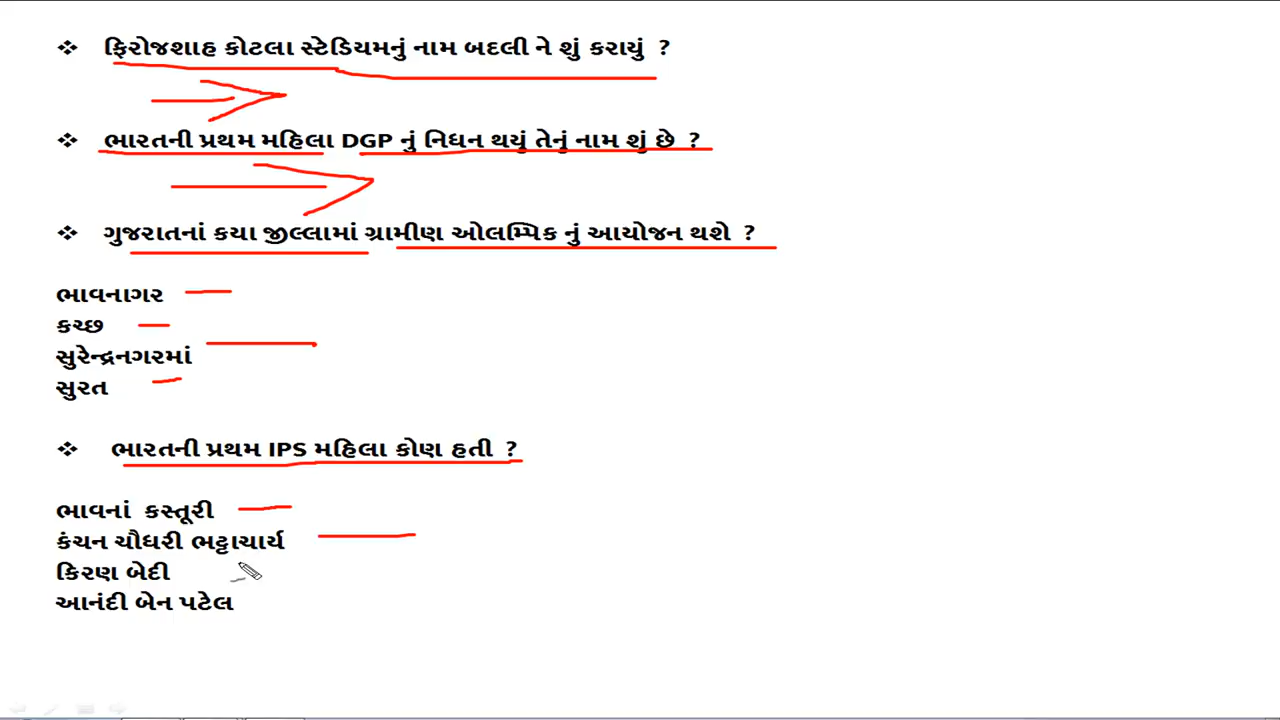 ❖ ફિરોજશાહ કોટલા સ્ટેડિયમનું નામ બદલી ને શું કરાયું ?
❖ ભારતની પ્રથમ મહિલા DGP નું નિધન થયું તેનું નામ શું છે ?
❖ ગુજરાતનાં કયા જીલ્લામાં ગ્રામીણ ઓલમ્પિક નું આયોજન થશે ?
ભાવનાગર
કચ્છ
સુરેન્દ્રનગરમાં
સુરત
❖ ભારતની પ્રથમ IPS મહિલા કોણ હતી ?
ભાવનાં કસ્તૂરી
કંચન ચૌધરી ભટ્ટાચાર્ય
કિરણ બેદી
આનંદી બેન પટેલ